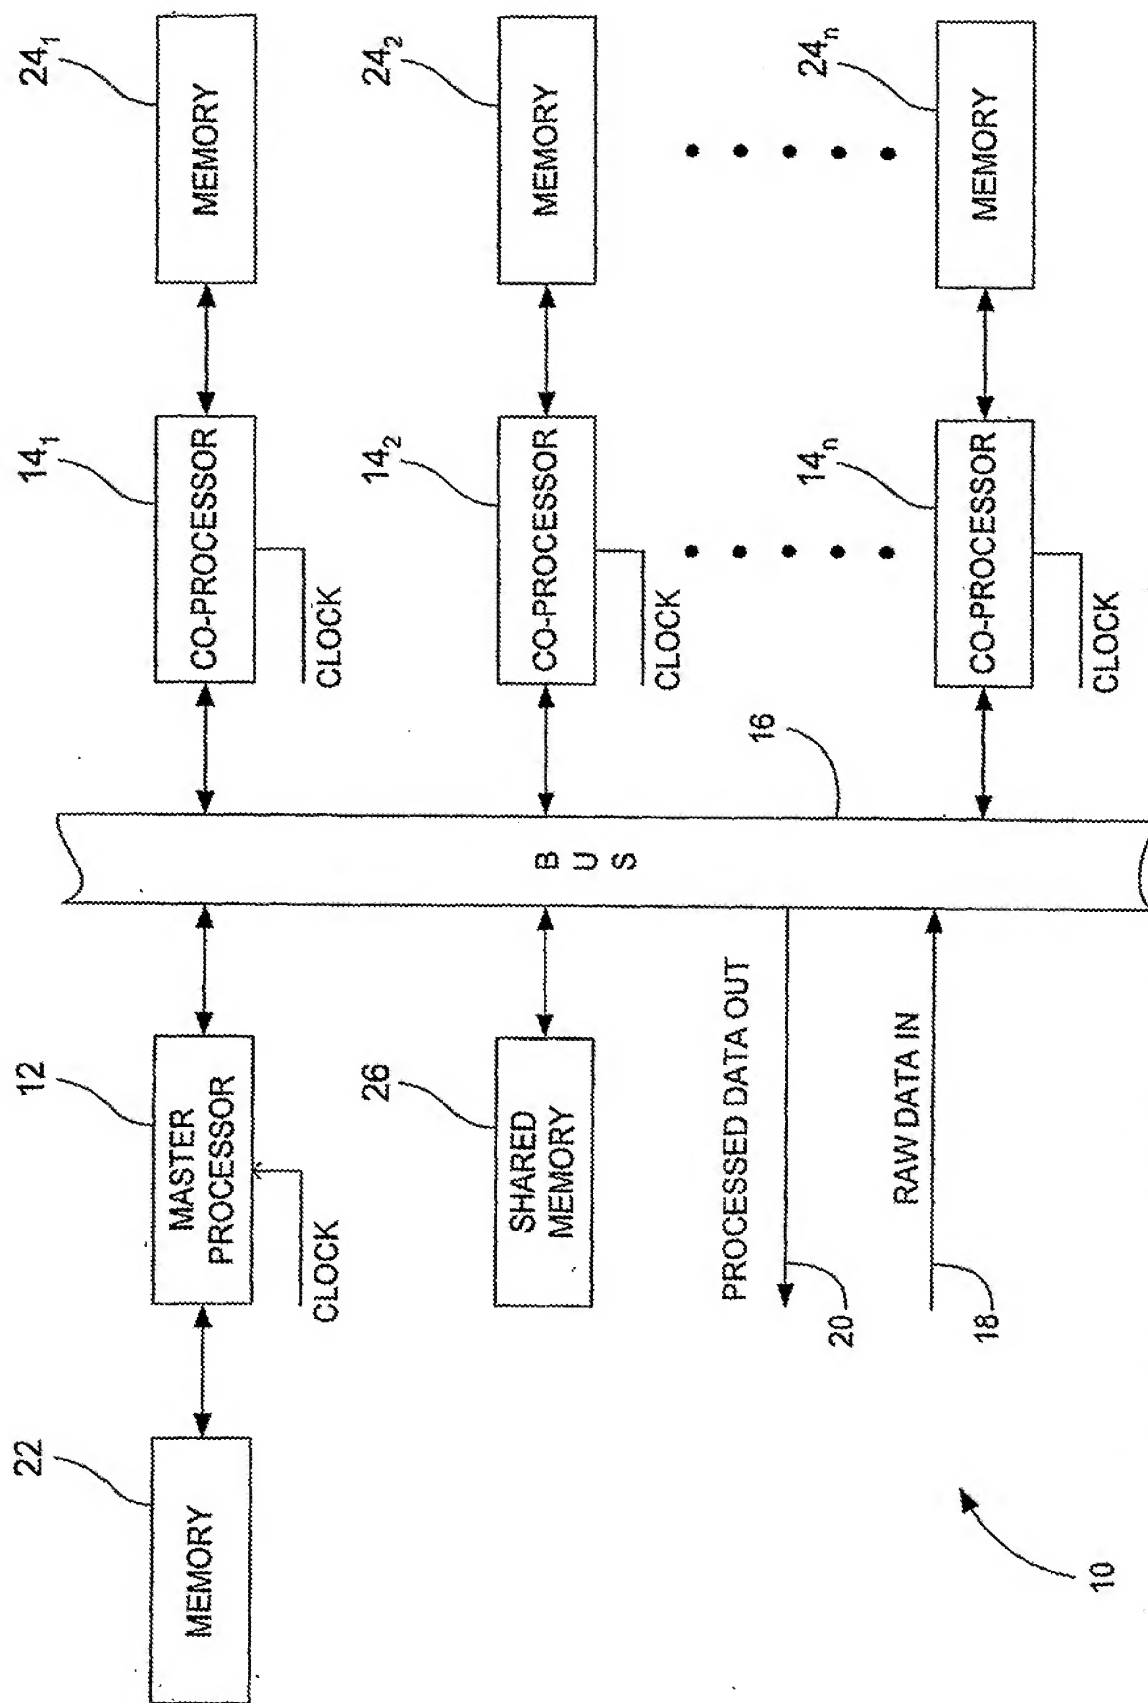 22
12
14₁
24₁
MEMORY
MASTER
PROCESSOR
CO-PROCESSOR
MEMORY
CLOCK
CLOCK
26
14₂
24₂
SHARED
MEMORY
B
U
S
CO-PROCESSOR
MEMORY
CLOCK
PROCESSED DATA OUT
16
20
RAW DATA IN
14ₙ
24ₙ
18
CO-PROCESSOR
MEMORY
CLOCK
10